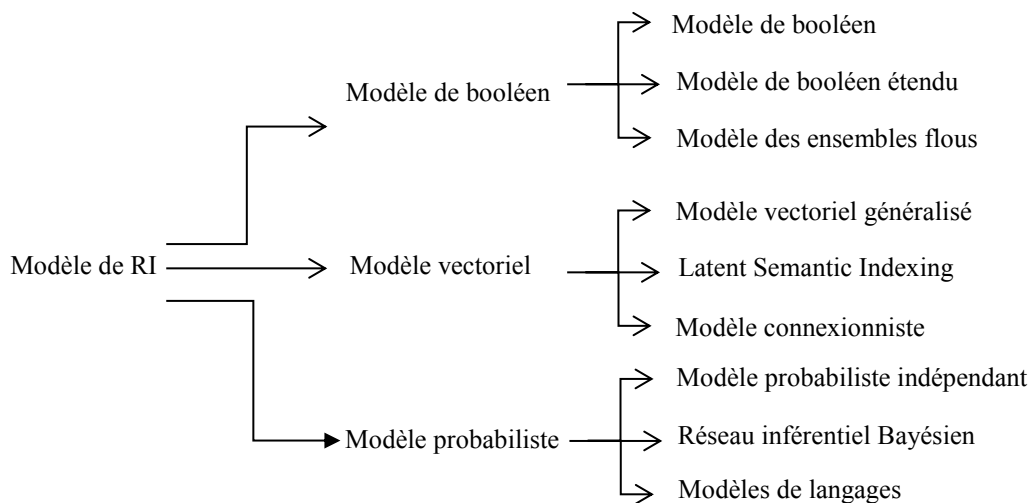 Modèle de booléen
Modèle de booléen
Modèle de booléen étendu
Modèle des ensembles flous
Modèle vectoriel généralisé
Modèle de RI
Modèle vectoriel
Latent Semantic Indexing
Modèle connexionniste
Modèle probabiliste indépendant
Modèle probabiliste
Réseau inférentiel Bayésien
Modèles de langages